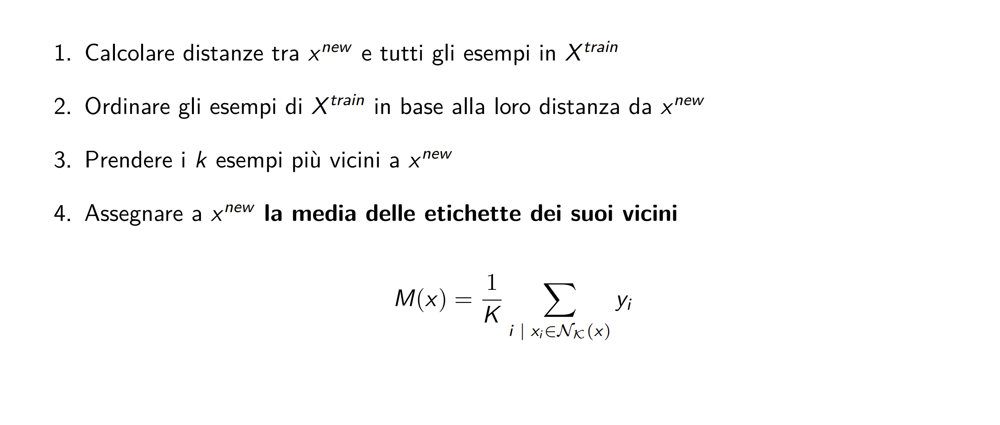 1. Calcolare distanze tra x^{new} e tutti gli esempi in X^{train}
2. Ordinare gli esempi di X^{train} in base alla loro distanza da x^{new}
3. Prendere i k esempi più vicini a x^{new}
4. Assegnare a x^{new} la media delle etichette dei suoi vicini
M(x) = \frac{1}{K} \sum_{i \mid x_i \in \mathcal{N}_{\mathcal{K}}(x)} y_i